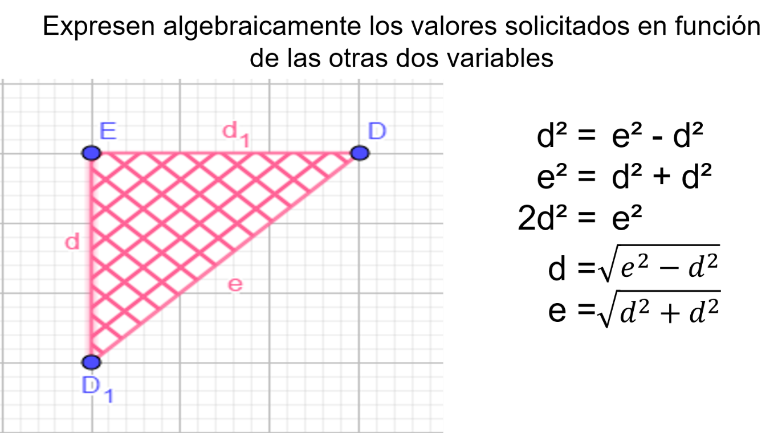 Expresen algebraicamente los valores solicitados en función
de las otras dos variables
E
d₁
D
d
e
D₁
d² = e² - d²
e² = d² + d²
2d² = e²
d =√e² − d²
e =√d² + d²